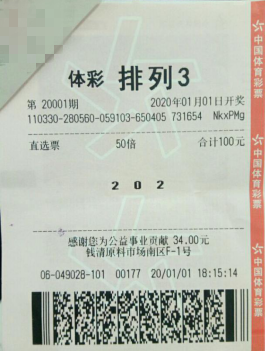 体彩 排列3
第 20001期 2020年01月01日开奖
110330-280560-059103-650405 731654 NkxPMg
直选票 50倍 合计100元
2 0 2
感谢您为公益事业贡献 34.00元
钱清原料市场南区F-1号
06-049028-101 00177 20/01/01 18:15:14
中国体育彩票
中国体育彩票
中国体育彩票